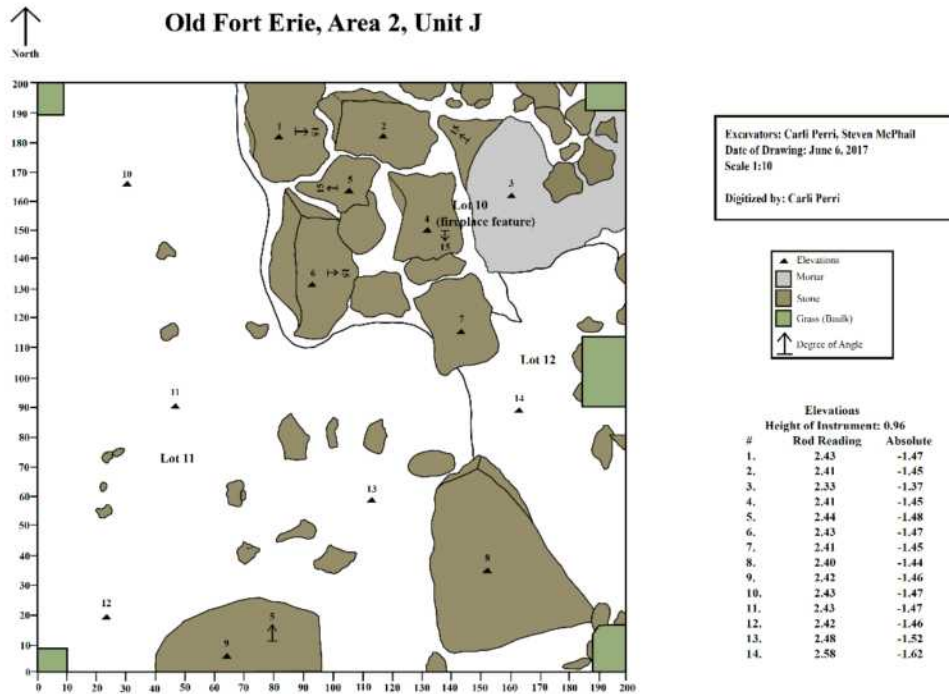 Old Fort Erie, Area 2, Unit J
North
200
190
180
170
160
150
140
130
120
110
100
90
80
70
60
50
40
30
20
10
0
0 10 20 30 40 50 60 70 80 90 100 110 120 130 140 150 160 170 180 190 200
1
2
3
10
5
15
4
Lot 10
(fireplace feature)
15
6
7
Lot 12
14
11
Lot 11
13
8
12
5
9
Excavators: Carli Perri, Steven McPhail
Date of Drawing: June 6, 2017
Scale 1:10
Digitized by: Carli Perri
Elevations
Mortar
Stone
Grass (Baulk)
Degree of Angle
Elevations
Height of Instrument: 0.96
# Rod Reading Absolute
1. 2.43 -1.47
2. 2.41 -1.45
3. 2.33 -1.37
4. 2.41 -1.45
5. 2.44 -1.48
6. 2.43 -1.47
7. 2.41 -1.45
8. 2.40 -1.44
9. 2.42 -1.46
10. 2.43 -1.47
11. 2.43 -1.47
12. 2.42 -1.46
13. 2.48 -1.52
14. 2.58 -1.62